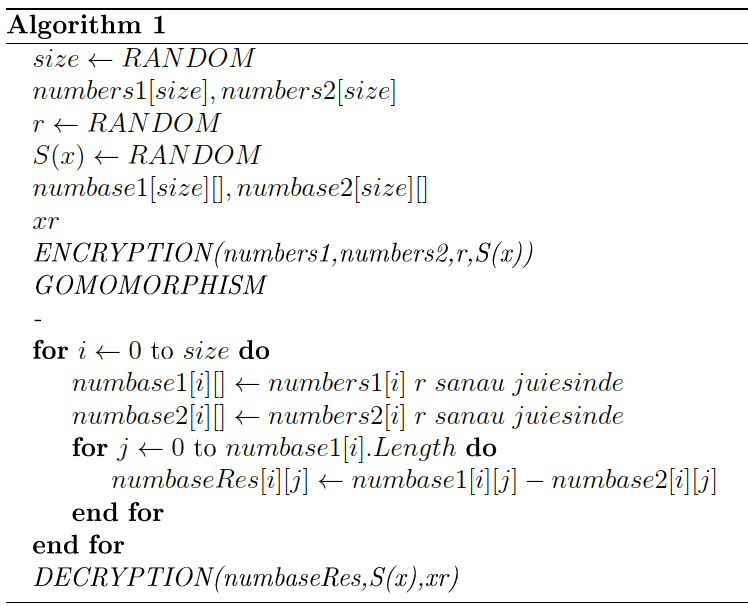 Algorithm 1
size ← RANDOM
numbers1[size], numbers2[size]
r ← RANDOM
S(x) ← RANDOM
numbase1[size][], numbase2[size][]
xr
ENCRYPTION(numbers1,numbers2,r,S(x))
GOMOMORPHISM
-
for i ← 0 to size do
numbase1[i][] ← numbers1[i] r sanau juiesinde
numbase2[i][] ← numbers2[i] r sanau juiesinde
for j ← 0 to numbase1[i].Length do
numbaseRes[i][j] ← numbase1[i][j] − numbase2[i][j]
end for
end for
DECRYPTION(numbaseRes,S(x),xr)